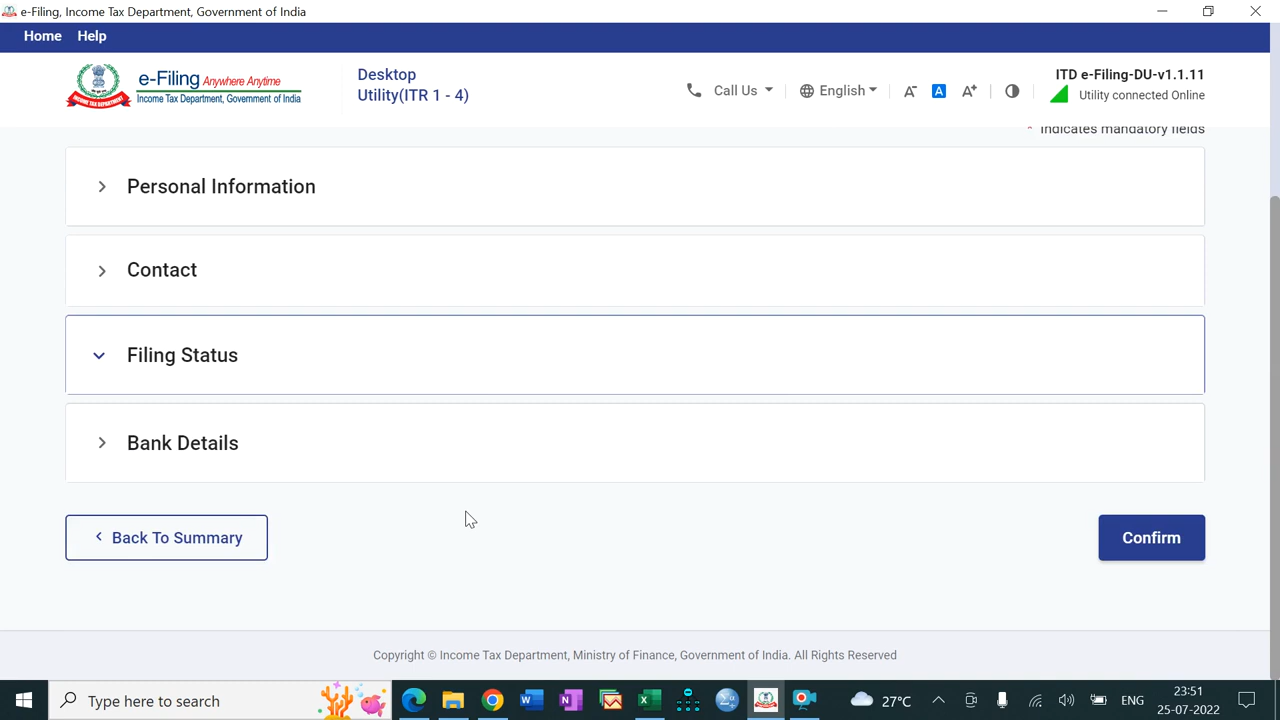 e-Filing, Income Tax Department, Government of India
Home Help
e-Filing Anywhere Anytime
Income Tax Department, Government of India
Desktop
Utility(ITR 1 - 4)
Call Us
English
A-
A
A+
ITD e-Filing-DU-v1.1.11
Utility connected Online
* Indicates mandatory fields
Personal Information
Contact
Filing Status
Bank Details
Back To Summary
Confirm
Copyright © Income Tax Department, Ministry of Finance, Government of India. All Rights Reserved
Type here to search
27°C
ENG
23:51
25-07-2022